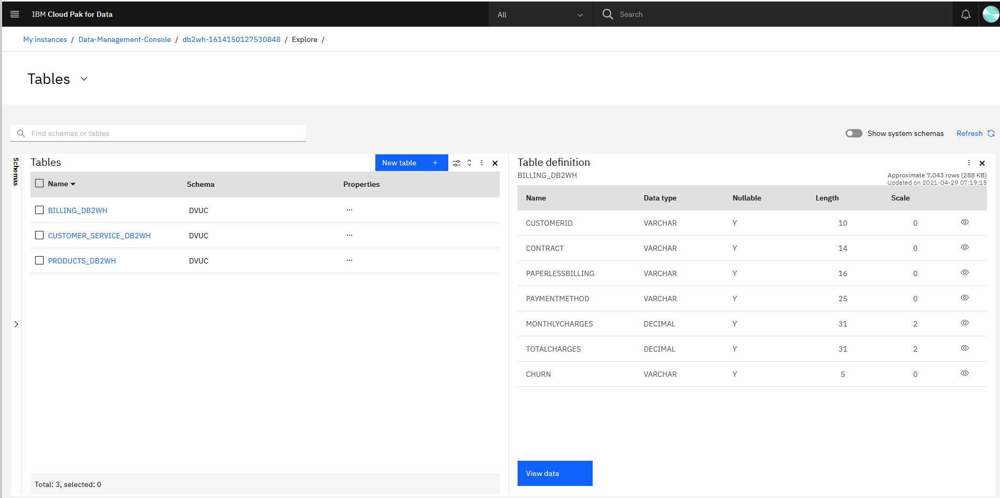 IBM Cloud Pak for Data
All
Search
My instances / Data-Management-Console / db2wh-1614150127530848 / Explore /
Tables
Find schemas or tables
Show system schemas
Refresh
Schemas
Tables
New table +
Name Schema Properties
BILLING_DB2WH DVUC ...
CUSTOMER_SERVICE_DB2WH DVUC ...
PRODUCTS_DB2WH DVUC ...
Total: 3, selected: 0
Table definition
BILLING_DB2WH
Approximate 7,043 rows (288 KB)
Updated on 2021-04-29 07:19:15
Name Data type Nullable Length Scale
CUSTOMERID VARCHAR Y 10 0
CONTRACT VARCHAR Y 14 0
PAPERLESSBILLING VARCHAR Y 16 0
PAYMENTMETHOD VARCHAR Y 25 0
MONTHLYCHARGES DECIMAL Y 31 2
TOTALCHARGES DECIMAL Y 31 2
CHURN VARCHAR Y 5 0
View data